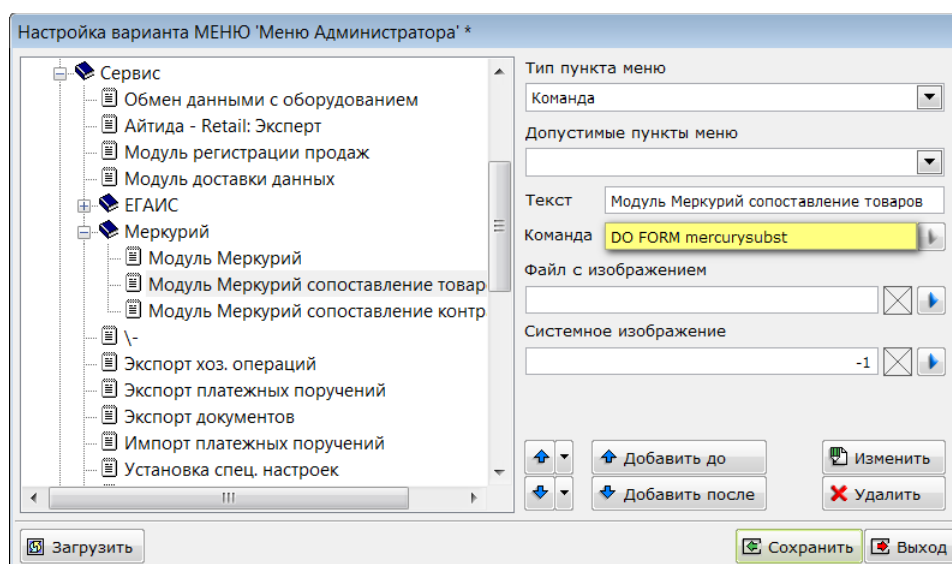 Настройка варианта МЕНЮ 'Меню Администратора' *
Сервис
Обмен данными с оборудованием
Айтида - Retail: Эксперт
Модуль регистрации продаж
Модуль доставки данных
ЕГАИС
Меркурий
Модуль Меркурий
Модуль Меркурий сопоставление товар
Модуль Меркурий сопоставление контр
\-
Экспорт хоз. операций
Экспорт платежных поручений
Экспорт документов
Импорт платежных поручений
Установка спец. настроек
Тип пункта меню
Команда
Допустимые пункты меню
Текст Модуль Меркурий сопоставление товаров
Команда DO FORM mercurysubst
Файл с изображением
Системное изображение
-1
Добавить до
Изменить
Добавить после
Удалить
Загрузить
Сохранить
Выход